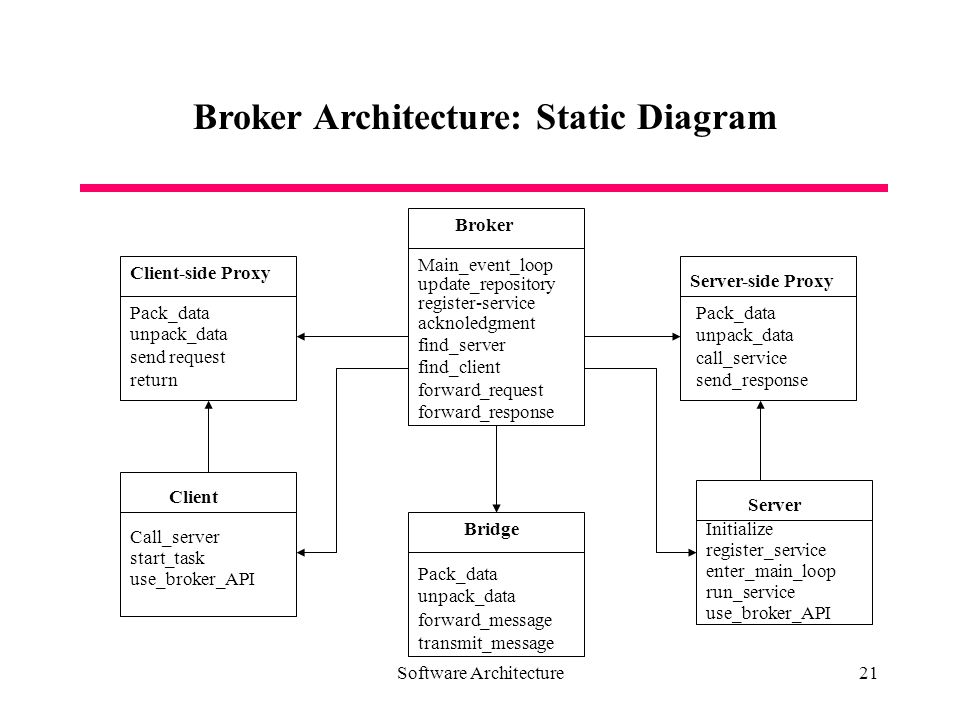 Broker Architecture: Static Diagram
Broker
Main_event_loop
update_repository
register-service
acknoledgment
find_server
find_client
forward_request
forward_response
Client-side Proxy
Pack_data
unpack_data
send request
return
Server-side Proxy
Pack_data
unpack_data
call_service
send_response
Client
Call_server
start_task
use_broker_API
Bridge
Pack_data
unpack_data
forward_message
transmit_message
Server
Initialize
register_service
enter_main_loop
run_service
use_broker_API
Software Architecture
21